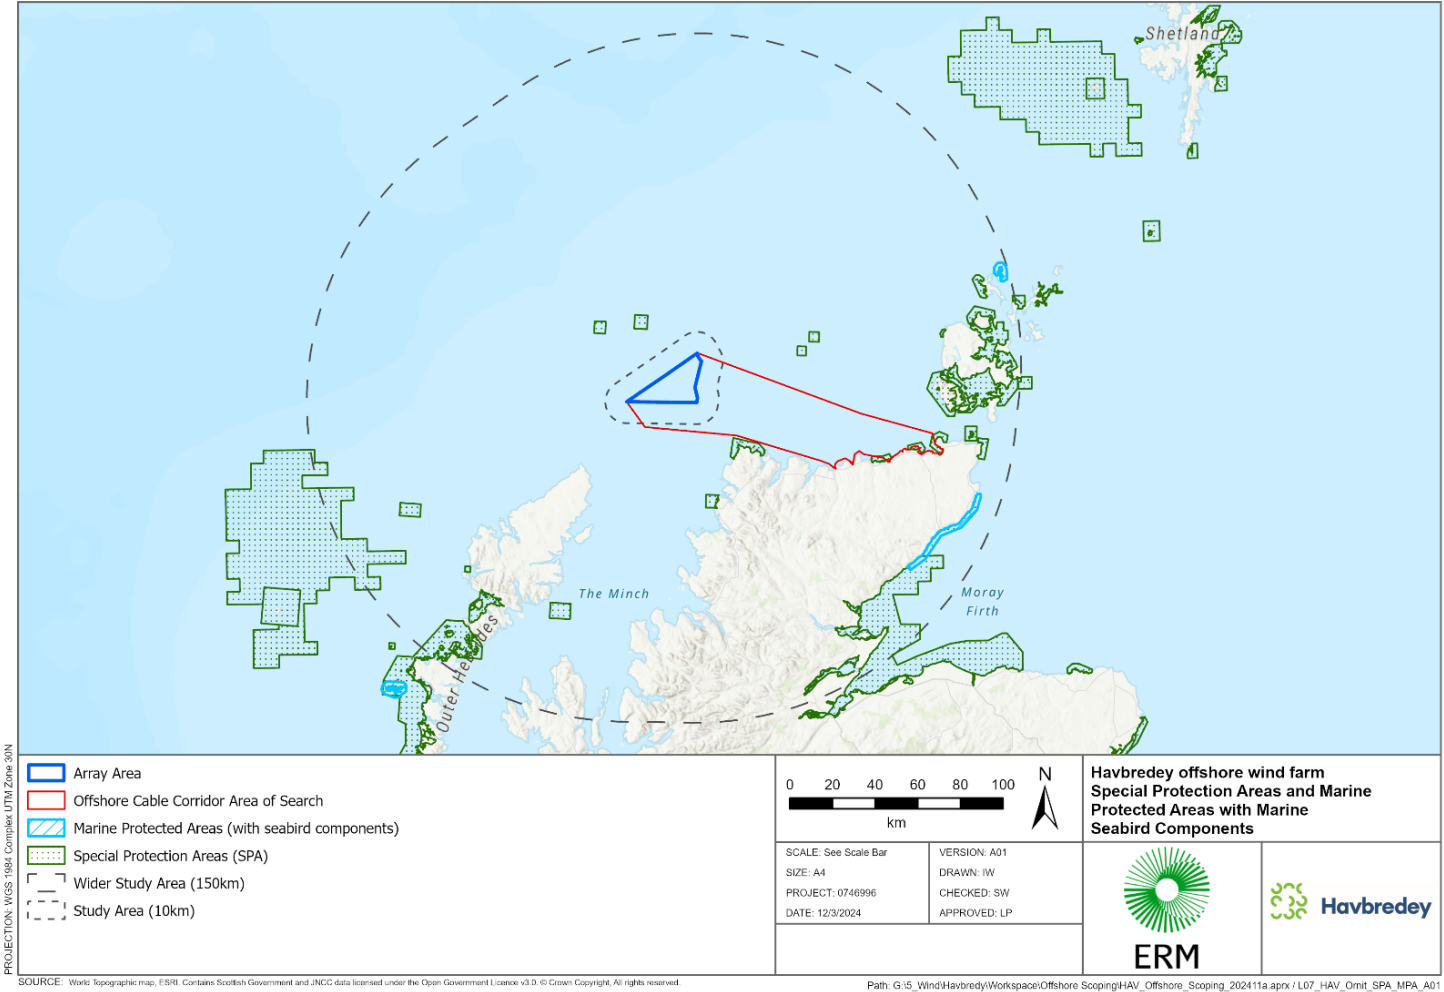 Shetland
The Minch
Moray
Firth
Outer Hebrides
PROJECTION: WGS 1984 Complex UTM Zone 30N
Array Area
Offshore Cable Corridor Area of Search
Marine Protected Areas (with seabird components)
Special Protection Areas (SPA)
Wider Study Area (150km)
Study Area (10km)
0 20 40 60 80 100
km
N
SCALE: See Scale Bar
SIZE: A4
PROJECT: 0746996
DATE: 12/3/2024
VERSION: A01
DRAWN: IW
CHECKED: SW
APPROVED: LP
Havbredey offshore wind farm
Special Protection Areas and Marine
Protected Areas with Marine
Seabird Components
ERM
Havbredey
SOURCE: World Topographic map, ESRI. Contains Scottish Government and JNCC data licensed under the Open Government Licence v3.0. © Crown Copyright, All rights reserved.
Path: G:\5_Wind\Havbredy\Workspace\Offshore Scoping\HAV_Offshore_Scoping_202411a.aprx / L07_HAV_Ornit_SPA_MPA_A01